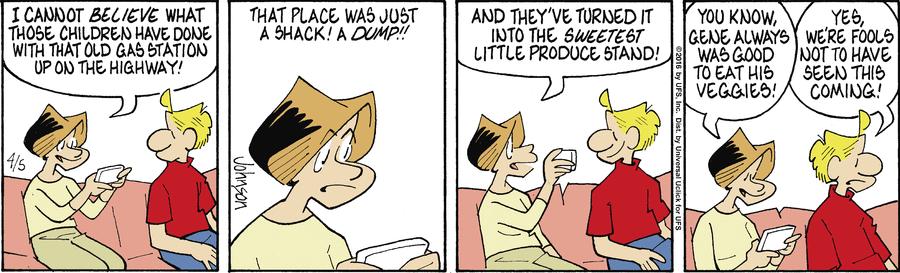 I CANNOT BELIEVE WHAT
THOSE CHILDREN HAVE DONE
WITH THAT OLD GAS STATION
UP ON THE HIGHWAY!
4/5
THAT PLACE WAS JUST
A SHACK! A DUMP!!
Johnson
AND THEY'VE TURNED IT
INTO THE SWEETEST
LITTLE PRODUCE STAND!
©2016 by UFS, Inc. Dist. by Universal Uclick for UFS
YOU KNOW,
GENE ALWAYS
WAS GOOD
TO EAT HIS
VEGGIES!
YES,
WE'RE FOOLS
NOT TO HAVE
SEEN THIS
COMING!